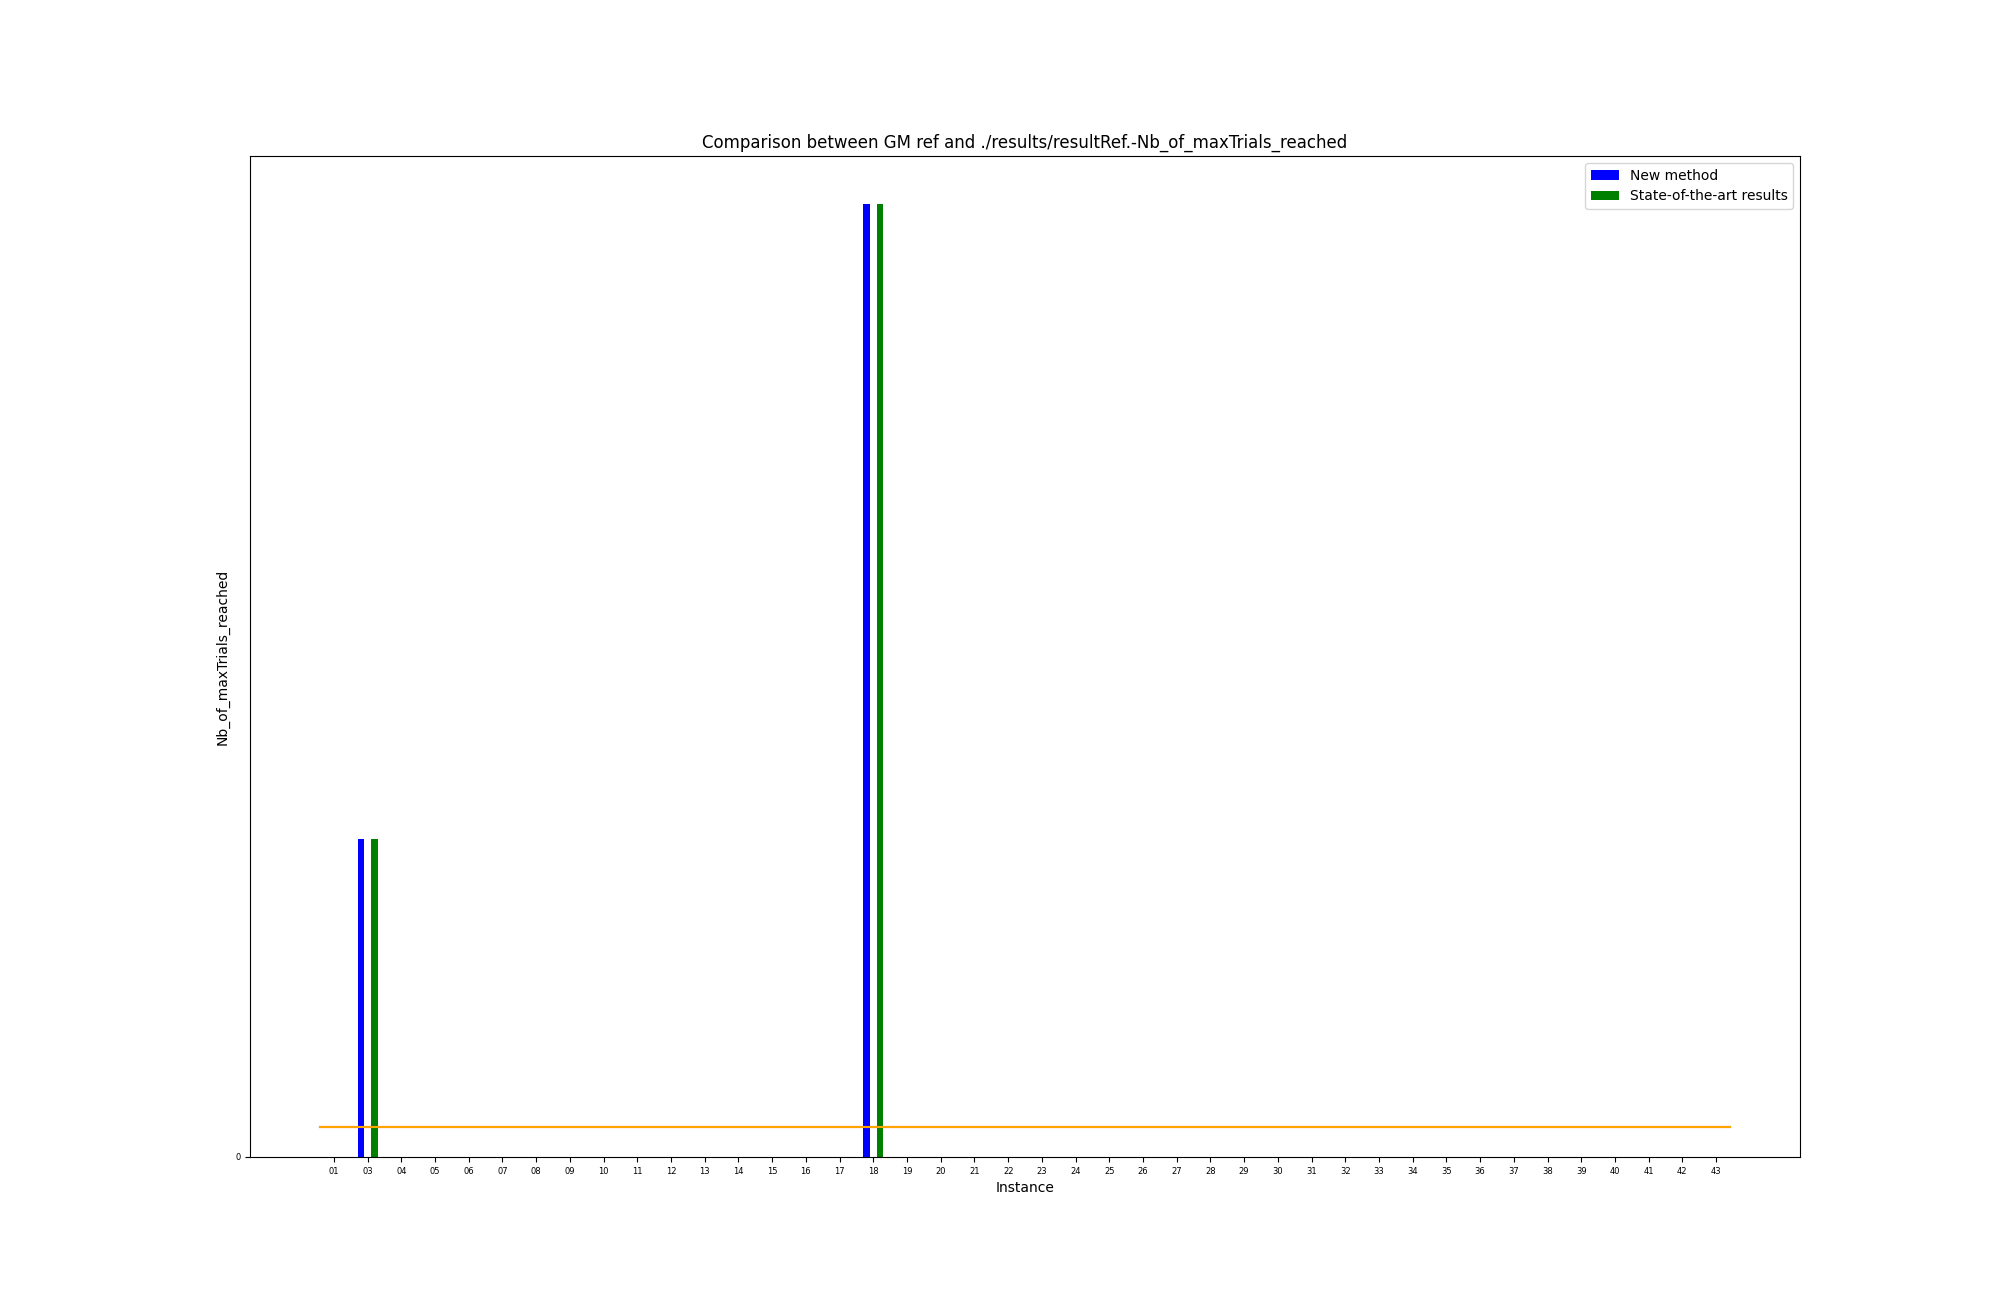 Comparison between GM ref and ./results/resultRef.-Nb_of_maxTrials_reached
New method
State-of-the-art results
Nb_of_maxTrials_reached
0
01 03 04 05 06 07 08 09 10 11 12 13 14 15 16 17 18 19 20 21 22 23 24 25 26 27 28 29 30 31 32 33 34 35 36 37 38 39 40 41 42 43
Instance